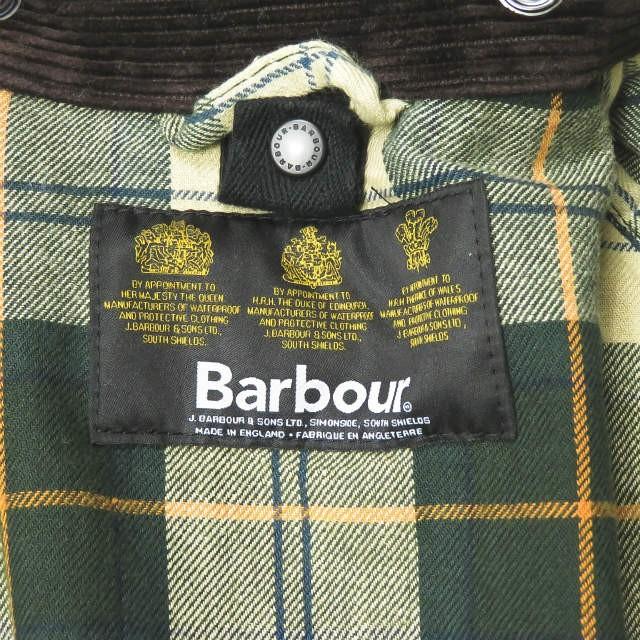 BARBOUR·BARBOUR·
BY APPOINTMENT TO
HER MAJESTY THE QUEEN
MANUFACTURERS OF WATERPROOF
AND PROTECTIVE CLOTHING
J.BARBOUR & SONS LTD.,
SOUTH SHIELDS.
BY APPOINTMENT TO
H.R.H. THE DUKE OF EDINBURGH,
MANUFACTURERS OF WATERPROOF
AND PROTECTIVE CLOTHING
J.BARBOUR & SONS LTD.,
SOUTH SHIELDS.
BY APPOINTMENT TO
H.R.H PRINCE OF WALES
MANUFACTURERS OF WATERPROOF
AND PROTECTIVE CLOTHING
J.BARBOUR & SONS LTD.,
SOUTH SHIELDS
Barbour®
J. BARBOUR & SONS LTD., SIMONSIDE, SOUTH SHIELDS
MADE IN ENGLAND • FABRIQUE EN ANGLETERRE